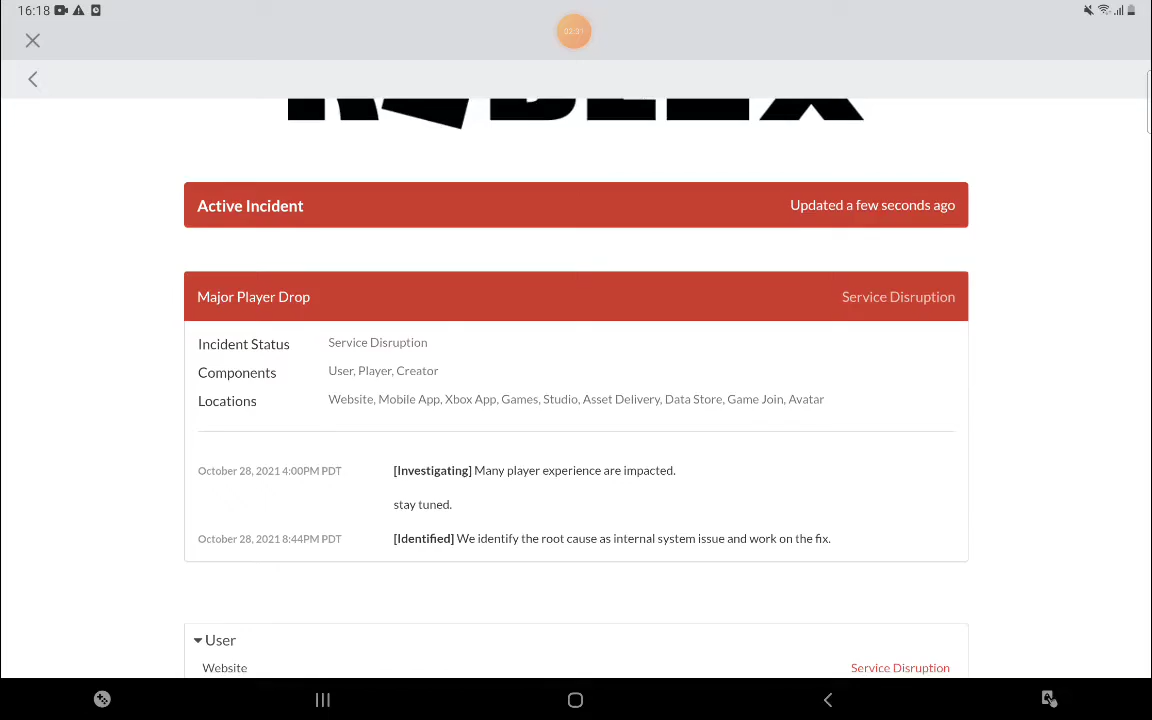 16:18
02:31
ROBLOX
Active Incident Updated a few seconds ago
Major Player Drop Service Disruption
Incident Status Service Disruption
Components User, Player, Creator
Locations Website, Mobile App, Xbox App, Games, Studio, Asset Delivery, Data Store, Game Join, Avatar
October 28, 2021 4:00PM PDT [Investigating] Many player experience are impacted.
stay tuned.
October 28, 2021 8:44PM PDT [Identified] We identify the root cause as internal system issue and work on the fix.
User
Website Service Disruption